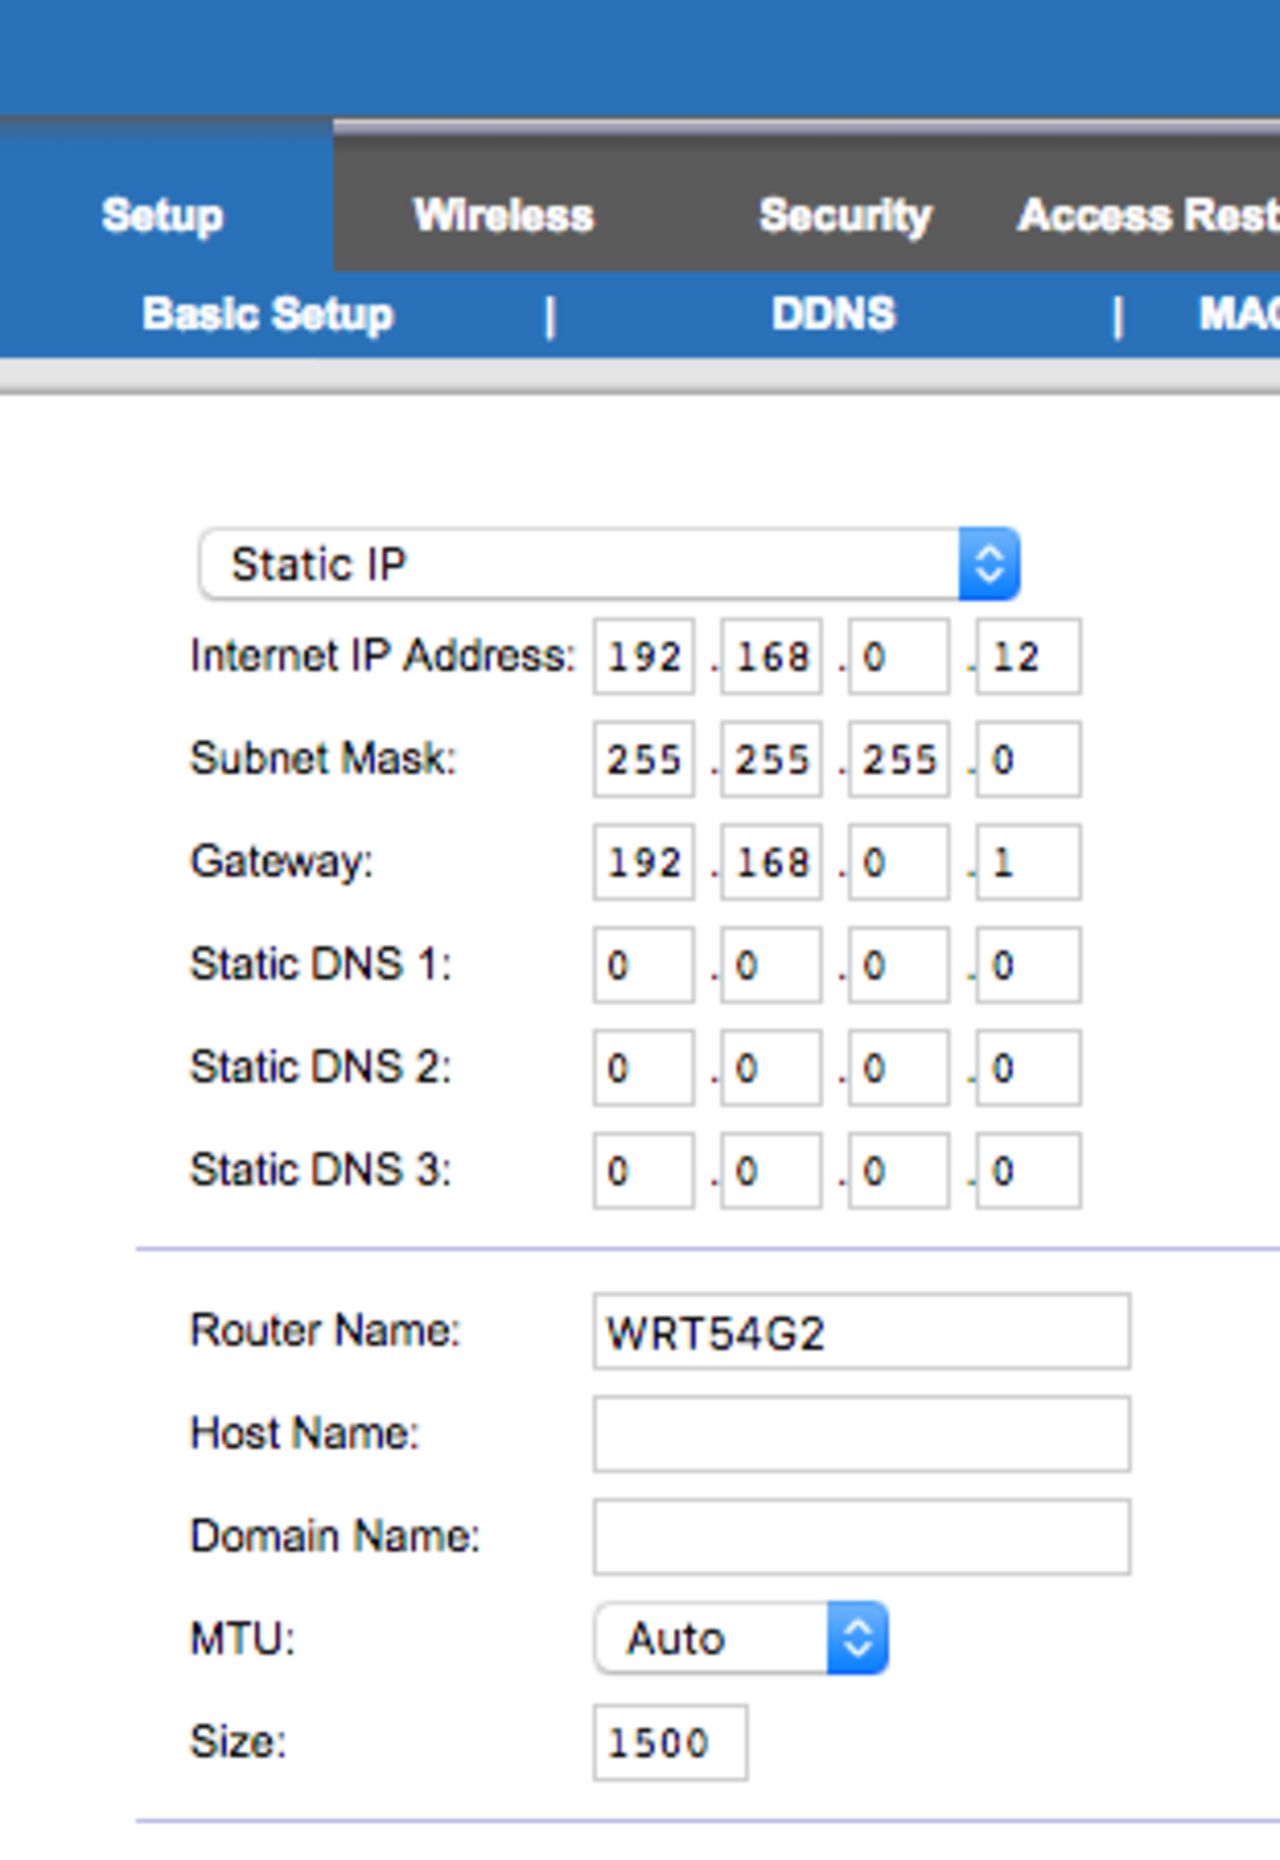 Setup Wireless Security Access Rest
Basic Setup | DDNS | MAC
Static IP
Internet IP Address: 192 . 168 . 0 . 12
Subnet Mask: 255 . 255 . 255 . 0
Gateway: 192 . 168 . 0 . 1
Static DNS 1: 0 . 0 . 0 . 0
Static DNS 2: 0 . 0 . 0 . 0
Static DNS 3: 0 . 0 . 0 . 0
Router Name: WRT54G2
Host Name:
Domain Name:
MTU: Auto
Size: 1500